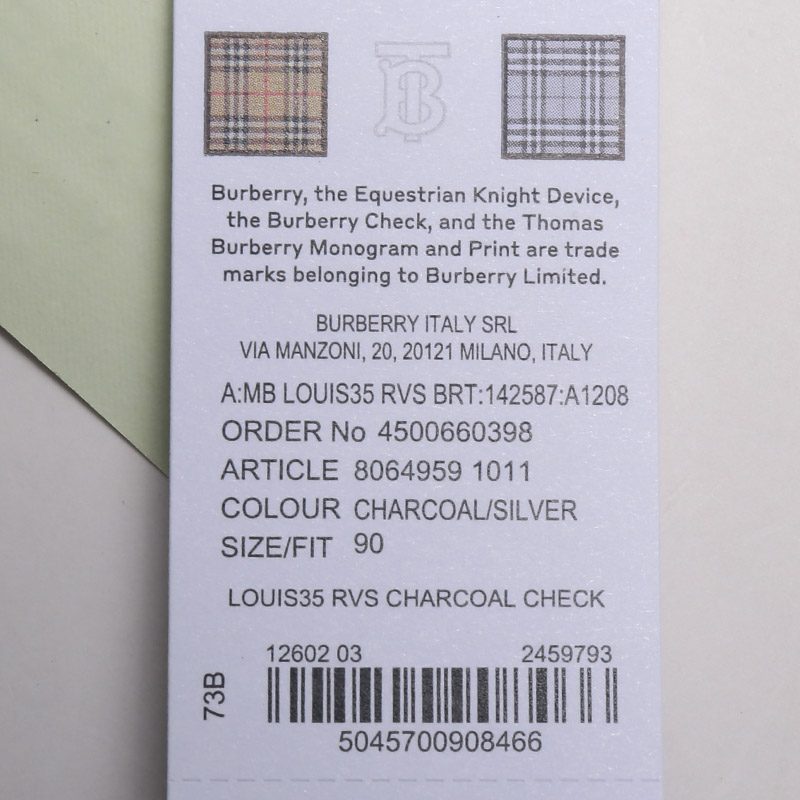 Burberry, the Equestrian Knight Device,
the Burberry Check, and the Thomas
Burberry Monogram and Print are trade
marks belonging to Burberry Limited.
BURBERRY ITALY SRL
VIA MANZONI, 20, 20121 MILANO, ITALY
A:MB LOUIS35 RVS BRT:142587:A1208
ORDER No 4500660398
ARTICLE 8064959 1011
COLOUR CHARCOAL/SILVER
SIZE/FIT 90
LOUIS35 RVS CHARCOAL CHECK
12602 03 2459793
73B
5045700908466